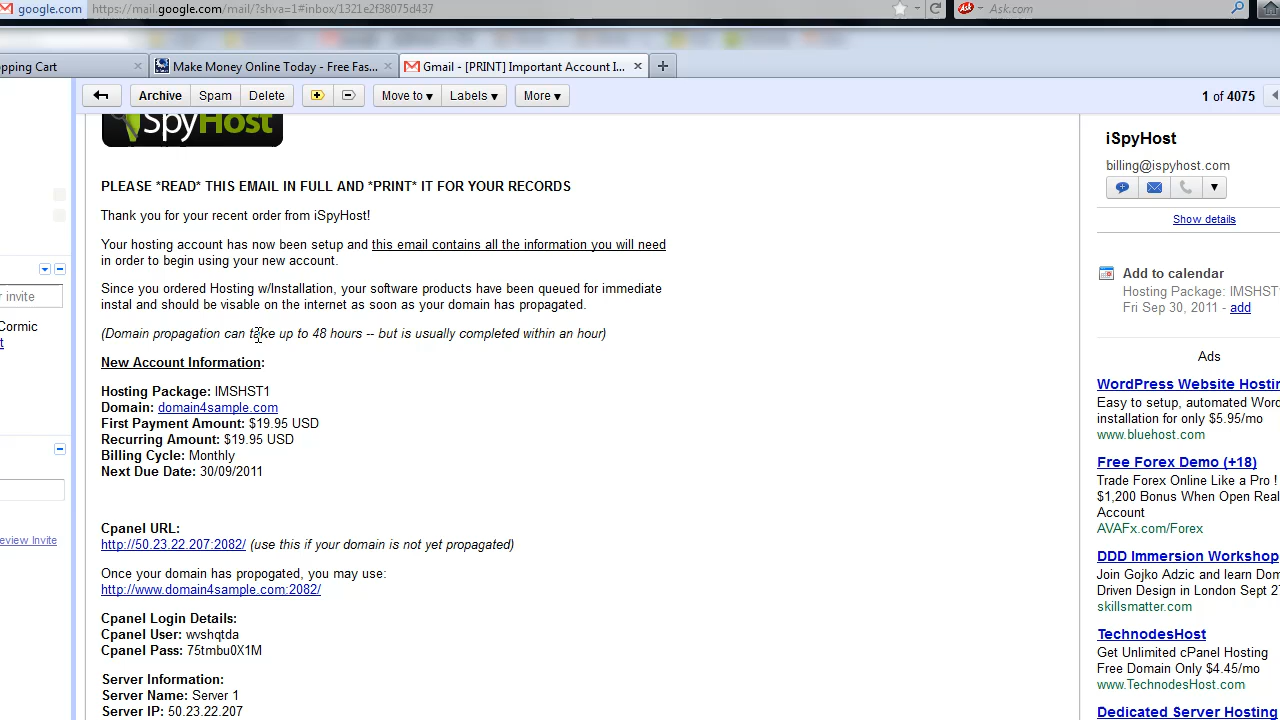 google.com https://mail.google.com/mail/?shva=1#inbox/1321e2f38075d437 Ask Ask.com
pping Cart Make Money Online Today - Free Fas... Gmail - [PRINT] Important Account I...
Archive Spam Delete Move to Labels More 1 of 4075
iSpyHost
PLEASE *READ* THIS EMAIL IN FULL AND *PRINT* IT FOR YOUR RECORDS
Thank you for your recent order from iSpyHost!
Your hosting account has now been setup and this email contains all the information you will need
in order to begin using your new account.
Since you ordered Hosting w/Installation, your software products have been queued for immediate
instal and should be visable on the internet as soon as your domain has propagated.
(Domain propagation can take up to 48 hours -- but is usually completed within an hour)
New Account Information:
Hosting Package: IMSHST1
Domain: domain4sample.com
First Payment Amount: $19.95 USD
Recurring Amount: $19.95 USD
Billing Cycle: Monthly
Next Due Date: 30/09/2011
Cpanel URL:
http://50.23.22.207:2082/ (use this if your domain is not yet propagated)
Once your domain has propogated, you may use:
http://www.domain4sample.com:2082/
Cpanel Login Details:
Cpanel User: wvshqtda
Cpanel Pass: 75tmbu0X1M
Server Information:
Server Name: Server 1
Server IP: 50.23.22.207
r invite
Cormic
t
review Invite
iSpyHost
billing@ispyhost.com
Show details
Add to calendar
Hosting Package: IMSHST
Fri Sep 30, 2011 - add
Ads
WordPress Website Hostin
Easy to setup, automated Word
installation for only $5.95/mo
www.bluehost.com
Free Forex Demo (+18)
Trade Forex Online Like a Pro !
$1,200 Bonus When Open Real
Account
AVAFx.com/Forex
DDD Immersion Workshop
Join Gojko Adzic and learn Dom
Driven Design in London Sept 27
skillsmatter.com
TechnodesHost
Get Unlimited cPanel Hosting
Free Domain Only $4.45/mo
www.TechnodesHost.com
Dedicated Server Hosting